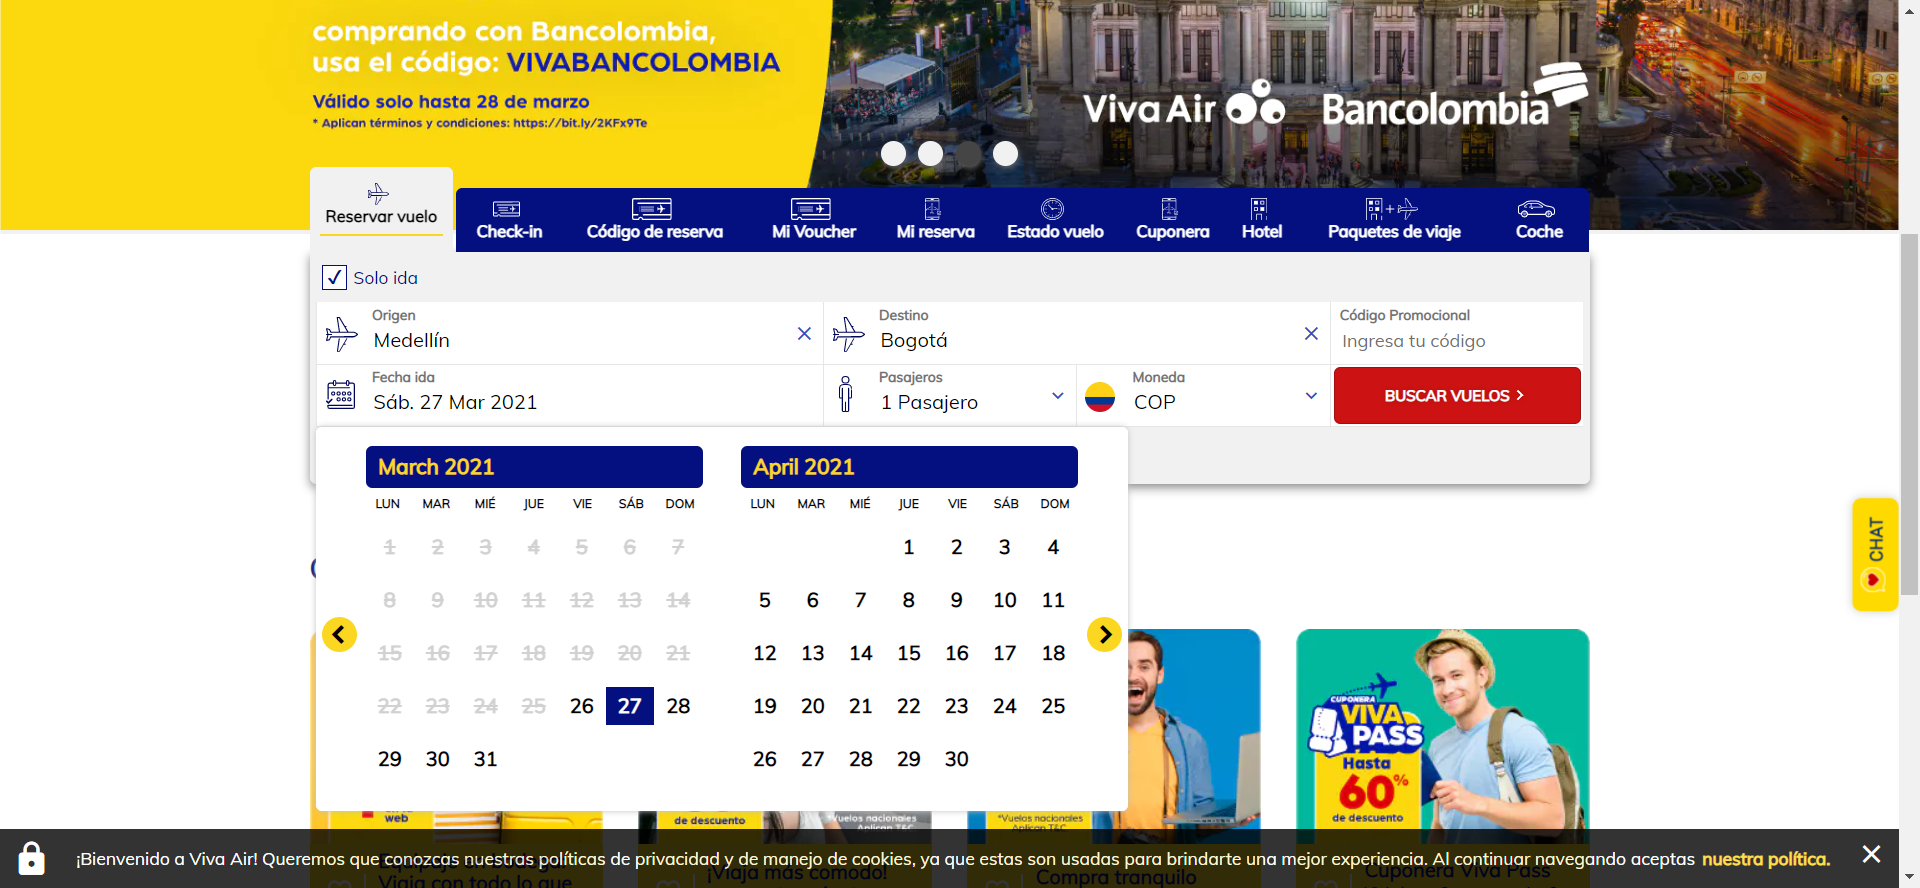 comprando con Bancolombia,
usa el código: VIVABANCOLOMBIA
Válido solo hasta 28 de marzo
* Aplican términos y condiciones: https://bit.ly/2KFx9Te
Viva Air
Bancolombia
Reservar vuelo
Check-in
Código de reserva
Mi Voucher
Mi reserva
Estado vuelo
Cuponera
Hotel
Paquetes de viaje
Coche
Solo ida
Origen
Medellín
Destino
Bogotá
Código Promocional
Ingresa tu código
Fecha ida
Sáb. 27 Mar 2021
Pasajeros
1 Pasajero
Moneda
COP
BUSCAR VUELOS
March 2021
LUN MAR MIÉ JUE VIE SÁB DOM
1 2 3 4 5 6 7
8 9 10 11 12 13 14
15 16 17 18 19 20 21
22 23 24 25 26 27 28
29 30 31
April 2021
LUN MAR MIÉ JUE VIE SÁB DOM
1 2 3 4
5 6 7 8 9 10 11
12 13 14 15 16 17 18
19 20 21 22 23 24 25
26 27 28 29 30
CHAT
web
de descuento
*Vuelos nacionales
Aplican T&C
*Vuelos nacionales
Aplican T&C
CUPONERA
VIVA
PASS
Hasta
60%
de descuento
¡Bienvenido a Viva Air! Queremos que conozcas nuestras políticas de privacidad y de manejo de cookies, ya que estas son usadas para brindarte una mejor experiencia. Al continuar navegando aceptas nuestra política.
Viaja con todo lo que
¡Viaja más cómodo!
Compra tranquilo
Cuponera Viva Pass